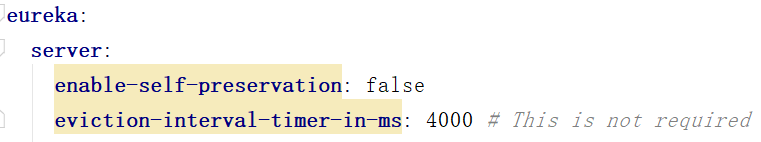 eureka:
  server:
    enable-self-preservation: false
    eviction-interval-timer-in-ms: 4000 # This is not required